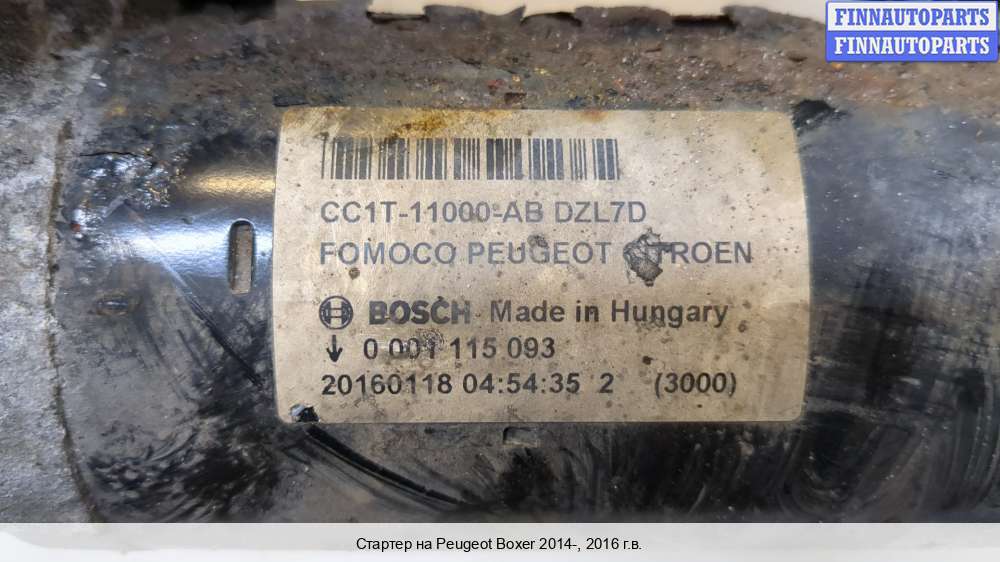 FINNAUTOPARTS
FINNAUTOPARTS
CC1T-11000-AB DZL7D
FOMOCO PEUGEOT CITROEN
BOSCH Made in Hungary
↓ 0 001 115 093
20160118 04:54:35 2 (3000)
Стартер на Peugeot Boxer 2014-, 2016 г.в.